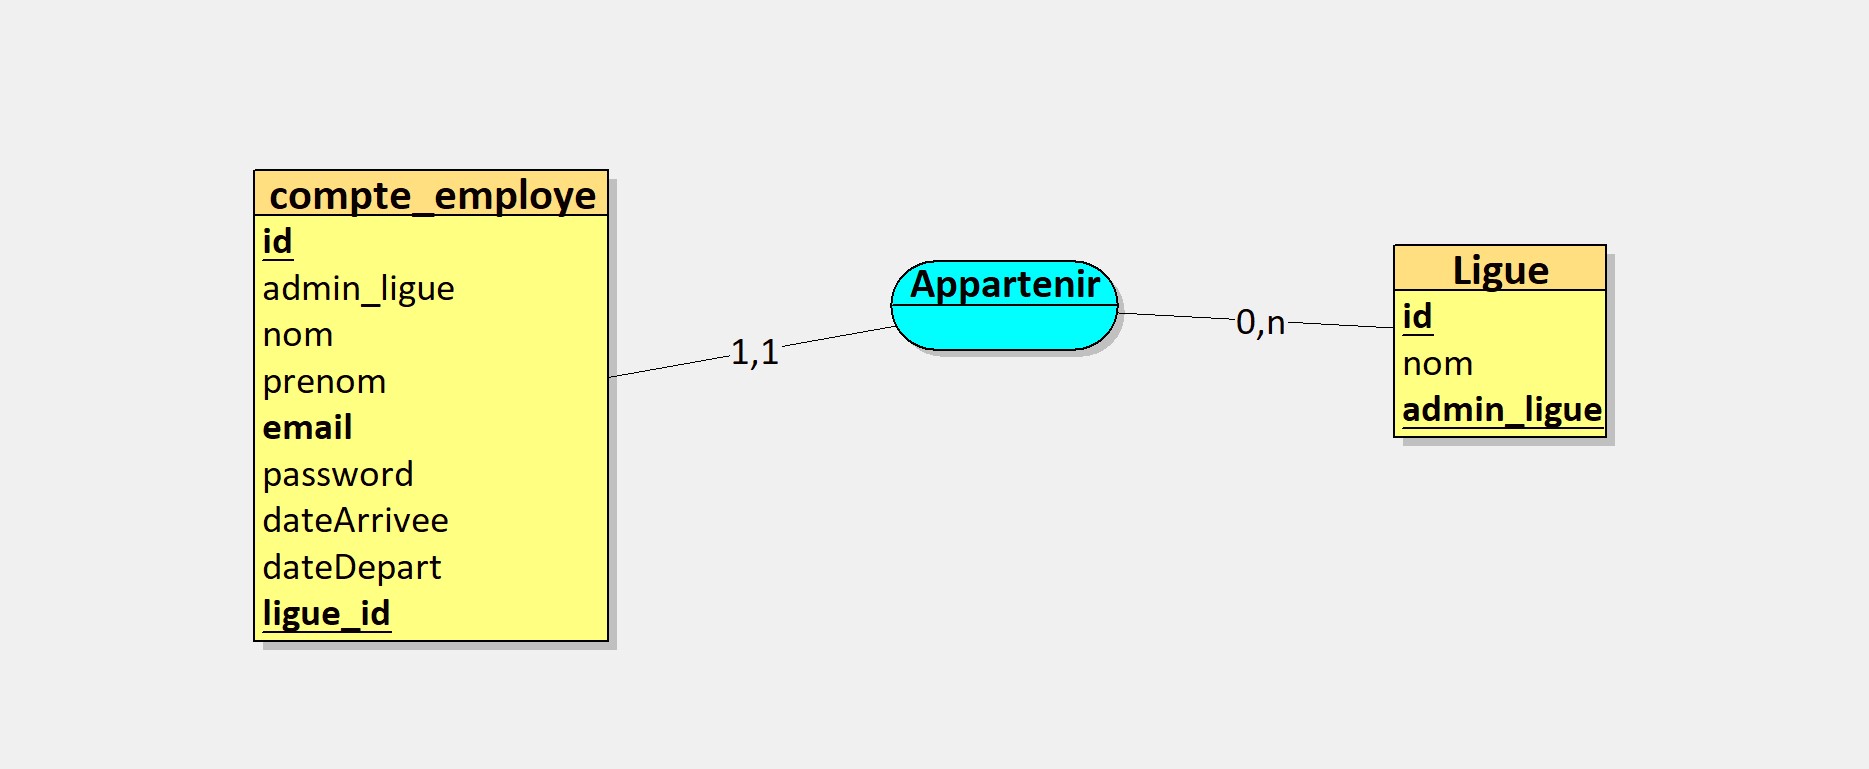 compte_employe
id
admin_ligue
nom
prenom
email
password
dateArrivee
dateDepart
ligue_id
1,1
Appartenir
0,n
Ligue
id
nom
admin_ligue